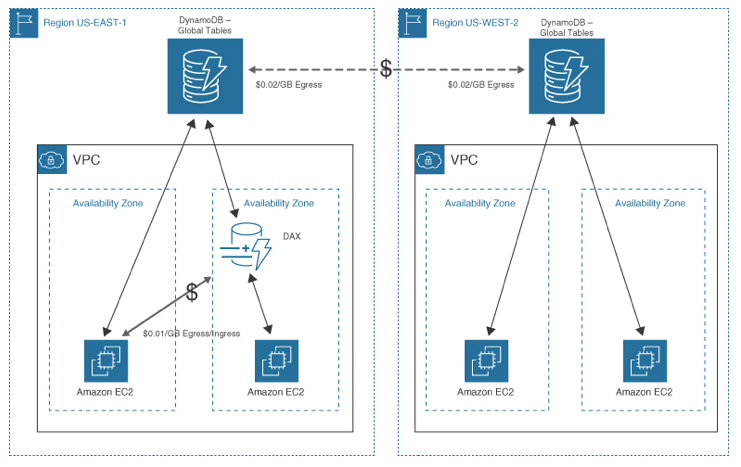 Region US-EAST-1
DynamoDB –
Global Tables
Region US-WEST-2
DynamoDB –
Global Tables
$
$0.02/GB Egress
$0.02/GB Egress
VPC
VPC
Availability Zone
Availability Zone
Availability Zone
Availability Zone
DAX
$
$0.01/GB Egress/Ingress
Amazon EC2
Amazon EC2
Amazon EC2
Amazon EC2